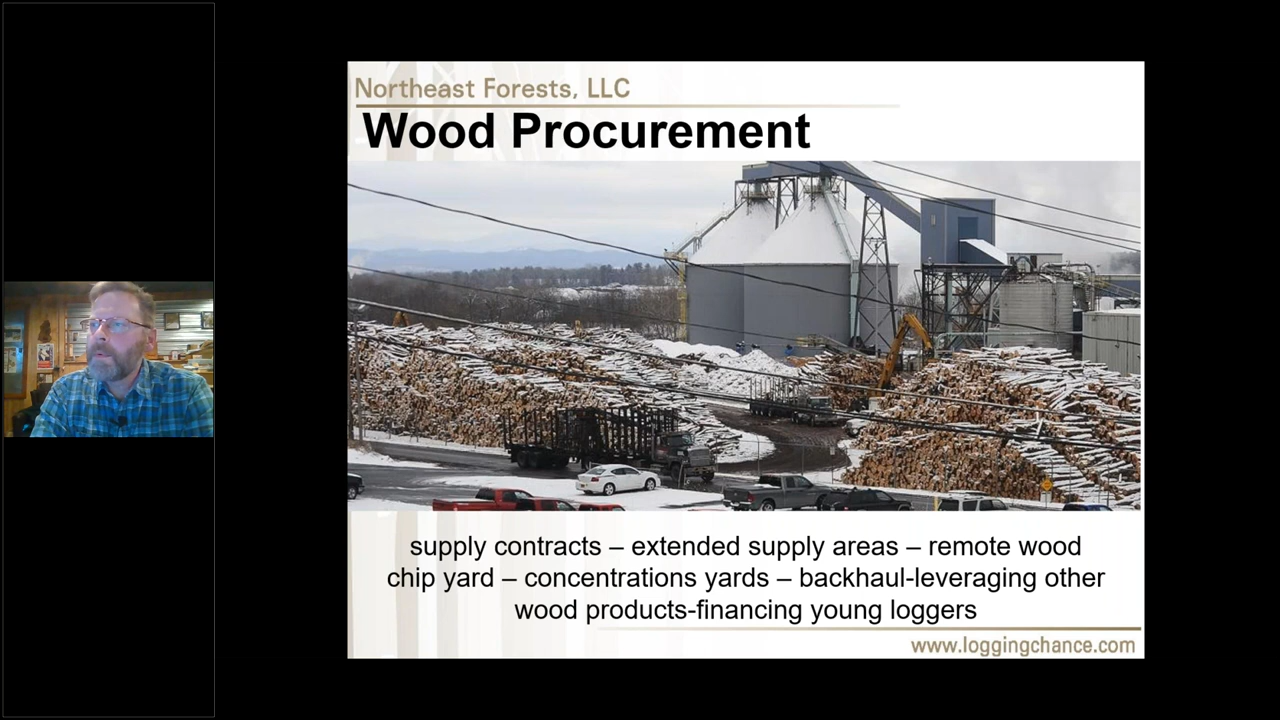 Northeast Forests, LLC
Wood Procurement
supply contracts – extended supply areas – remote wood
chip yard – concentrations yards – backhaul-leveraging other
wood products-financing young loggers
www.loggingchance.com